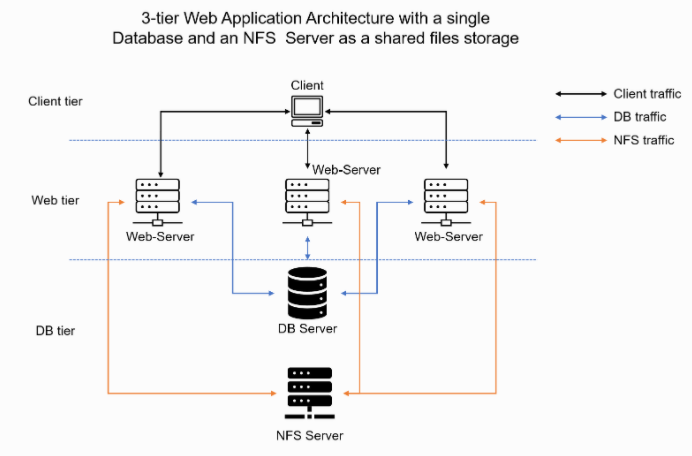 3-tier Web Application Architecture with a single
Database and an NFS Server as a shared files storage
Client
Client tier
Client traffic
DB traffic
NFS traffic
Web-Server
Web tier
Web-Server
Web-Server
DB Server
DB tier
NFS Server